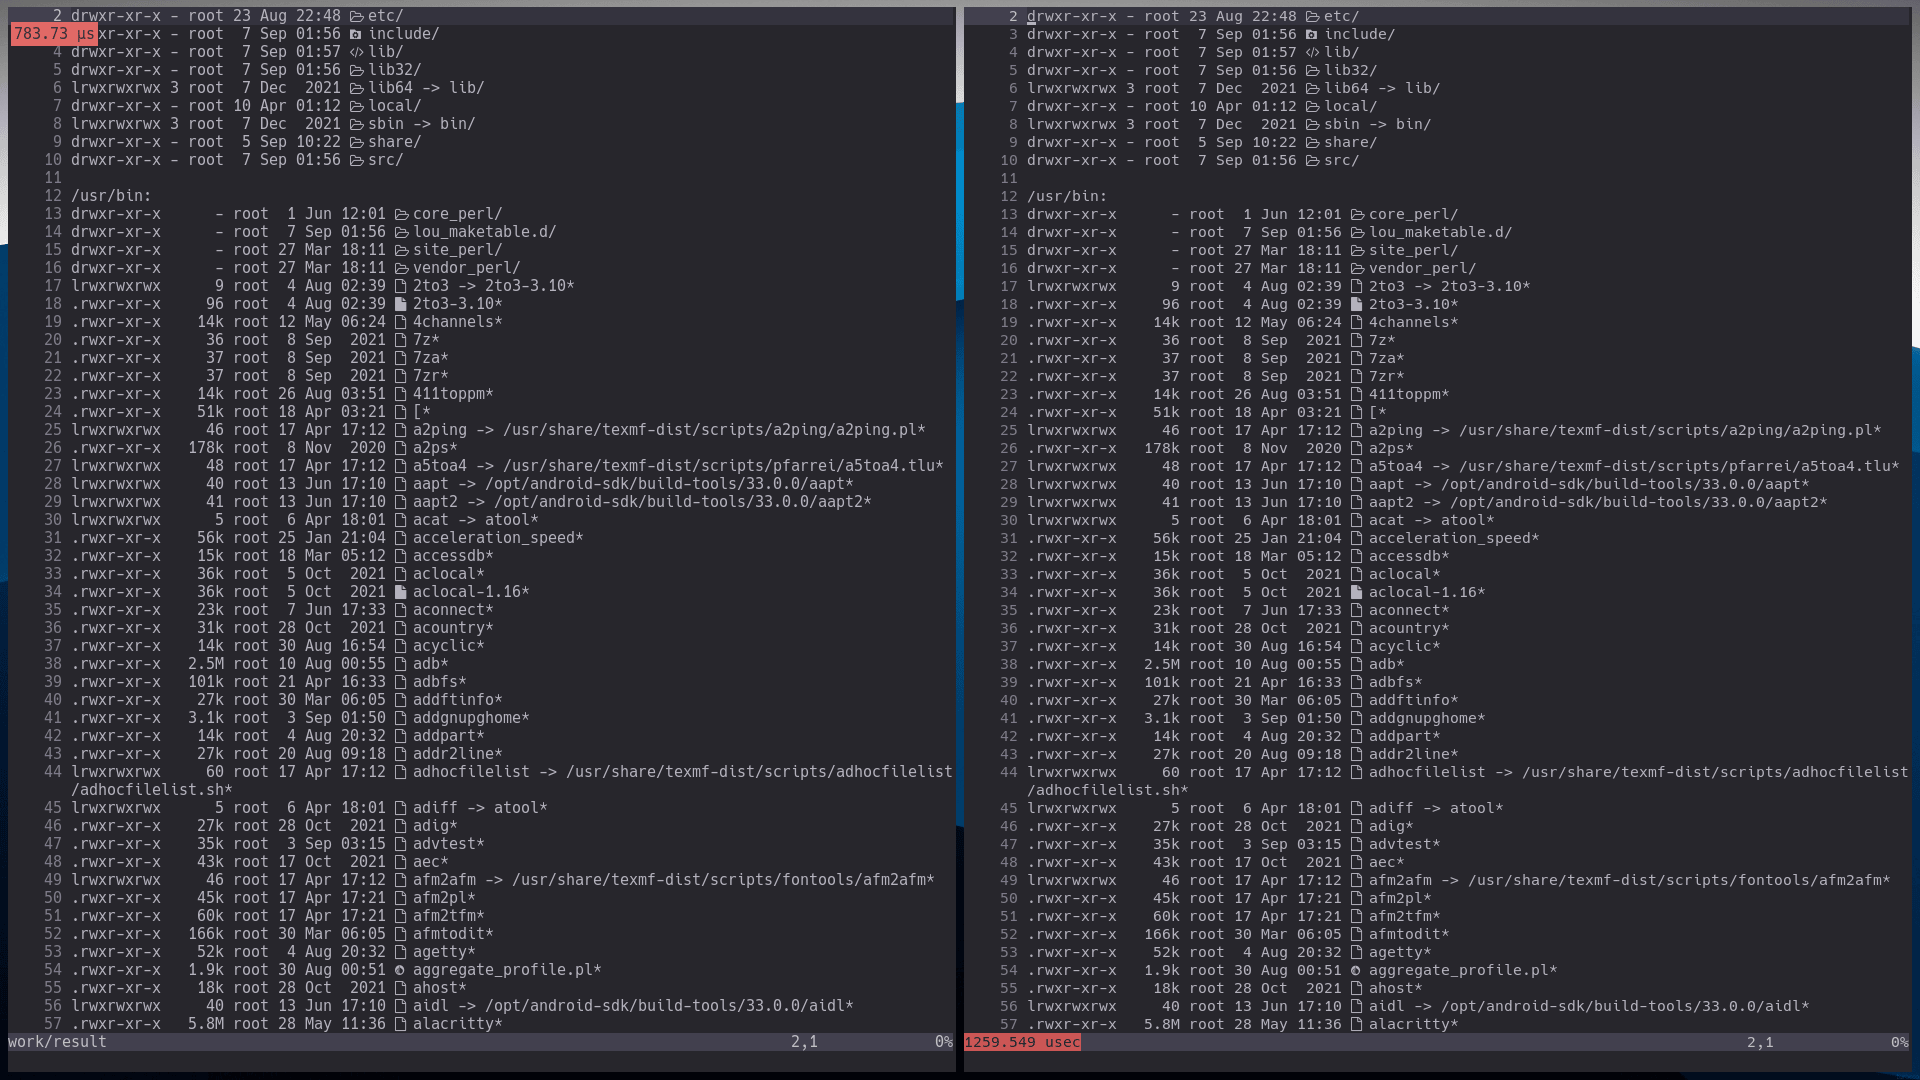 2 drwxr-xr-x - root 23 Aug 22:48 etc/
783.73 µs xr-x - root  7 Sep 01:56 include/
4 drwxr-xr-x - root  7 Sep 01:57 </> lib/
5 drwxr-xr-x - root  7 Sep 01:56 lib32/
6 lrwxrwxrwx 3 root  7 Dec  2021 lib64 -> lib/
7 drwxr-xr-x - root 10 Apr 01:12 local/
8 lrwxrwxrwx 3 root  7 Dec  2021 sbin -> bin/
9 drwxr-xr-x - root  5 Sep 10:22 share/
10 drwxr-xr-x - root  7 Sep 01:56 src/
11
12 /usr/bin:
13 drwxr-xr-x      - root  1 Jun 12:01 core_perl/
14 drwxr-xr-x      - root  7 Sep 01:56 lou_maketable.d/
15 drwxr-xr-x      - root 27 Mar 18:11 site_perl/
16 drwxr-xr-x      - root 27 Mar 18:11 vendor_perl/
17 lrwxrwxrwx      9 root  4 Aug 02:39 2to3 -> 2to3-3.10*
18 .rwxr-xr-x     96 root  4 Aug 02:39 2to3-3.10*
19 .rwxr-xr-x    14k root 12 May 06:24 4channels*
20 .rwxr-xr-x     36 root  8 Sep  2021 7z*
21 .rwxr-xr-x     37 root  8 Sep  2021 7za*
22 .rwxr-xr-x     37 root  8 Sep  2021 7zr*
23 .rwxr-xr-x    14k root 26 Aug 03:51 411toppm*
24 .rwxr-xr-x    51k root 18 Apr 03:21 [*
25 lrwxrwxrwx     46 root 17 Apr 17:12 a2ping -> /usr/share/texmf-dist/scripts/a2ping/a2ping.pl*
26 .rwxr-xr-x   178k root  8 Nov  2020 a2ps*
27 lrwxrwxrwx     48 root 17 Apr 17:12 a5toa4 -> /usr/share/texmf-dist/scripts/pfarrei/a5toa4.tlu*
28 lrwxrwxrwx     40 root 13 Jun 17:10 aapt -> /opt/android-sdk/build-tools/33.0.0/aapt*
29 lrwxrwxrwx     41 root 13 Jun 17:10 aapt2 -> /opt/android-sdk/build-tools/33.0.0/aapt2*
30 lrwxrwxrwx      5 root  6 Apr 18:01 acat -> atool*
31 .rwxr-xr-x    56k root 25 Jan 21:04 acceleration_speed*
32 .rwxr-xr-x    15k root 18 Mar 05:12 accessdb*
33 .rwxr-xr-x    36k root  5 Oct  2021 aclocal*
34 .rwxr-xr-x    36k root  5 Oct  2021 aclocal-1.16*
35 .rwxr-xr-x    23k root  7 Jun 17:33 aconnect*
36 .rwxr-xr-x    31k root 28 Oct  2021 acountry*
37 .rwxr-xr-x    14k root 30 Aug 16:54 acyclic*
38 .rwxr-xr-x   2.5M root 10 Aug 00:55 adb*
39 .rwxr-xr-x   101k root 21 Apr 16:33 adbfs*
40 .rwxr-xr-x    27k root 30 Mar 06:05 addftinfo*
41 .rwxr-xr-x   3.1k root  3 Sep 01:50 addgnupghome*
42 .rwxr-xr-x    14k root  4 Aug 20:32 addpart*
43 .rwxr-xr-x    27k root 20 Aug 09:18 addr2line*
44 lrwxrwxrwx     60 root 17 Apr 17:12 adhocfilelist -> /usr/share/texmf-dist/scripts/adhocfilelist
/adhocfilelist.sh*
45 lrwxrwxrwx      5 root  6 Apr 18:01 adiff -> atool*
46 .rwxr-xr-x    27k root 28 Oct  2021 adig*
47 .rwxr-xr-x    35k root  3 Sep 03:15 advtest*
48 .rwxr-xr-x    43k root 17 Oct  2021 aec*
49 lrwxrwxrwx     46 root 17 Apr 17:12 afm2afm -> /usr/share/texmf-dist/scripts/fontools/afm2afm*
50 .rwxr-xr-x    45k root 17 Apr 17:21 afm2pl*
51 .rwxr-xr-x    60k root 17 Apr 17:21 afm2tfm*
52 .rwxr-xr-x   166k root 30 Mar 06:05 afmtodit*
53 .rwxr-xr-x    52k root  4 Aug 20:32 agetty*
54 .rwxr-xr-x   1.9k root 30 Aug 00:51 aggregate_profile.pl*
55 .rwxr-xr-x    18k root 28 Oct  2021 ahost*
56 lrwxrwxrwx     40 root 13 Jun 17:10 aidl -> /opt/android-sdk/build-tools/33.0.0/aidl*
57 .rwxr-xr-x   5.8M root 28 May 11:36 alacritty*
work/result 2,1 0%
2 drwxr-xr-x - root 23 Aug 22:48 etc/
3 drwxr-xr-x - root  7 Sep 01:56 include/
4 drwxr-xr-x - root  7 Sep 01:57 </> lib/
5 drwxr-xr-x - root  7 Sep 01:56 lib32/
6 lrwxrwxrwx 3 root  7 Dec  2021 lib64 -> lib/
7 drwxr-xr-x - root 10 Apr 01:12 local/
8 lrwxrwxrwx 3 root  7 Dec  2021 sbin -> bin/
9 drwxr-xr-x - root  5 Sep 10:22 share/
10 drwxr-xr-x - root  7 Sep 01:56 src/
11
12 /usr/bin:
13 drwxr-xr-x      - root  1 Jun 12:01 core_perl/
14 drwxr-xr-x      - root  7 Sep 01:56 lou_maketable.d/
15 drwxr-xr-x      - root 27 Mar 18:11 site_perl/
16 drwxr-xr-x      - root 27 Mar 18:11 vendor_perl/
17 lrwxrwxrwx      9 root  4 Aug 02:39 2to3 -> 2to3-3.10*
18 .rwxr-xr-x     96 root  4 Aug 02:39 2to3-3.10*
19 .rwxr-xr-x    14k root 12 May 06:24 4channels*
20 .rwxr-xr-x     36 root  8 Sep  2021 7z*
21 .rwxr-xr-x     37 root  8 Sep  2021 7za*
22 .rwxr-xr-x     37 root  8 Sep  2021 7zr*
23 .rwxr-xr-x    14k root 26 Aug 03:51 411toppm*
24 .rwxr-xr-x    51k root 18 Apr 03:21 [*
25 lrwxrwxrwx     46 root 17 Apr 17:12 a2ping -> /usr/share/texmf-dist/scripts/a2ping/a2ping.pl*
26 .rwxr-xr-x   178k root  8 Nov  2020 a2ps*
27 lrwxrwxrwx     48 root 17 Apr 17:12 a5toa4 -> /usr/share/texmf-dist/scripts/pfarrei/a5toa4.tlu*
28 lrwxrwxrwx     40 root 13 Jun 17:10 aapt -> /opt/android-sdk/build-tools/33.0.0/aapt*
29 lrwxrwxrwx     41 root 13 Jun 17:10 aapt2 -> /opt/android-sdk/build-tools/33.0.0/aapt2*
30 lrwxrwxrwx      5 root  6 Apr 18:01 acat -> atool*
31 .rwxr-xr-x    56k root 25 Jan 21:04 acceleration_speed*
32 .rwxr-xr-x    15k root 18 Mar 05:12 accessdb*
33 .rwxr-xr-x    36k root  5 Oct  2021 aclocal*
34 .rwxr-xr-x    36k root  5 Oct  2021 aclocal-1.16*
35 .rwxr-xr-x    23k root  7 Jun 17:33 aconnect*
36 .rwxr-xr-x    31k root 28 Oct  2021 acountry*
37 .rwxr-xr-x    14k root 30 Aug 16:54 acyclic*
38 .rwxr-xr-x   2.5M root 10 Aug 00:55 adb*
39 .rwxr-xr-x   101k root 21 Apr 16:33 adbfs*
40 .rwxr-xr-x    27k root 30 Mar 06:05 addftinfo*
41 .rwxr-xr-x   3.1k root  3 Sep 01:50 addgnupghome*
42 .rwxr-xr-x    14k root  4 Aug 20:32 addpart*
43 .rwxr-xr-x    27k root 20 Aug 09:18 addr2line*
44 lrwxrwxrwx     60 root 17 Apr 17:12 adhocfilelist -> /usr/share/texmf-dist/scripts/adhocfilelist
/adhocfilelist.sh*
45 lrwxrwxrwx      5 root  6 Apr 18:01 adiff -> atool*
46 .rwxr-xr-x    27k root 28 Oct  2021 adig*
47 .rwxr-xr-x    35k root  3 Sep 03:15 advtest*
48 .rwxr-xr-x    43k root 17 Oct  2021 aec*
49 lrwxrwxrwx     46 root 17 Apr 17:12 afm2afm -> /usr/share/texmf-dist/scripts/fontools/afm2afm*
50 .rwxr-xr-x    45k root 17 Apr 17:21 afm2pl*
51 .rwxr-xr-x    60k root 17 Apr 17:21 afm2tfm*
52 .rwxr-xr-x   166k root 30 Mar 06:05 afmtodit*
53 .rwxr-xr-x    52k root  4 Aug 20:32 agetty*
54 .rwxr-xr-x   1.9k root 30 Aug 00:51 aggregate_profile.pl*
55 .rwxr-xr-x    18k root 28 Oct  2021 ahost*
56 lrwxrwxrwx     40 root 13 Jun 17:10 aidl -> /opt/android-sdk/build-tools/33.0.0/aidl*
57 .rwxr-xr-x   5.8M root 28 May 11:36 alacritty*
1259.549 usec 2,1 0%